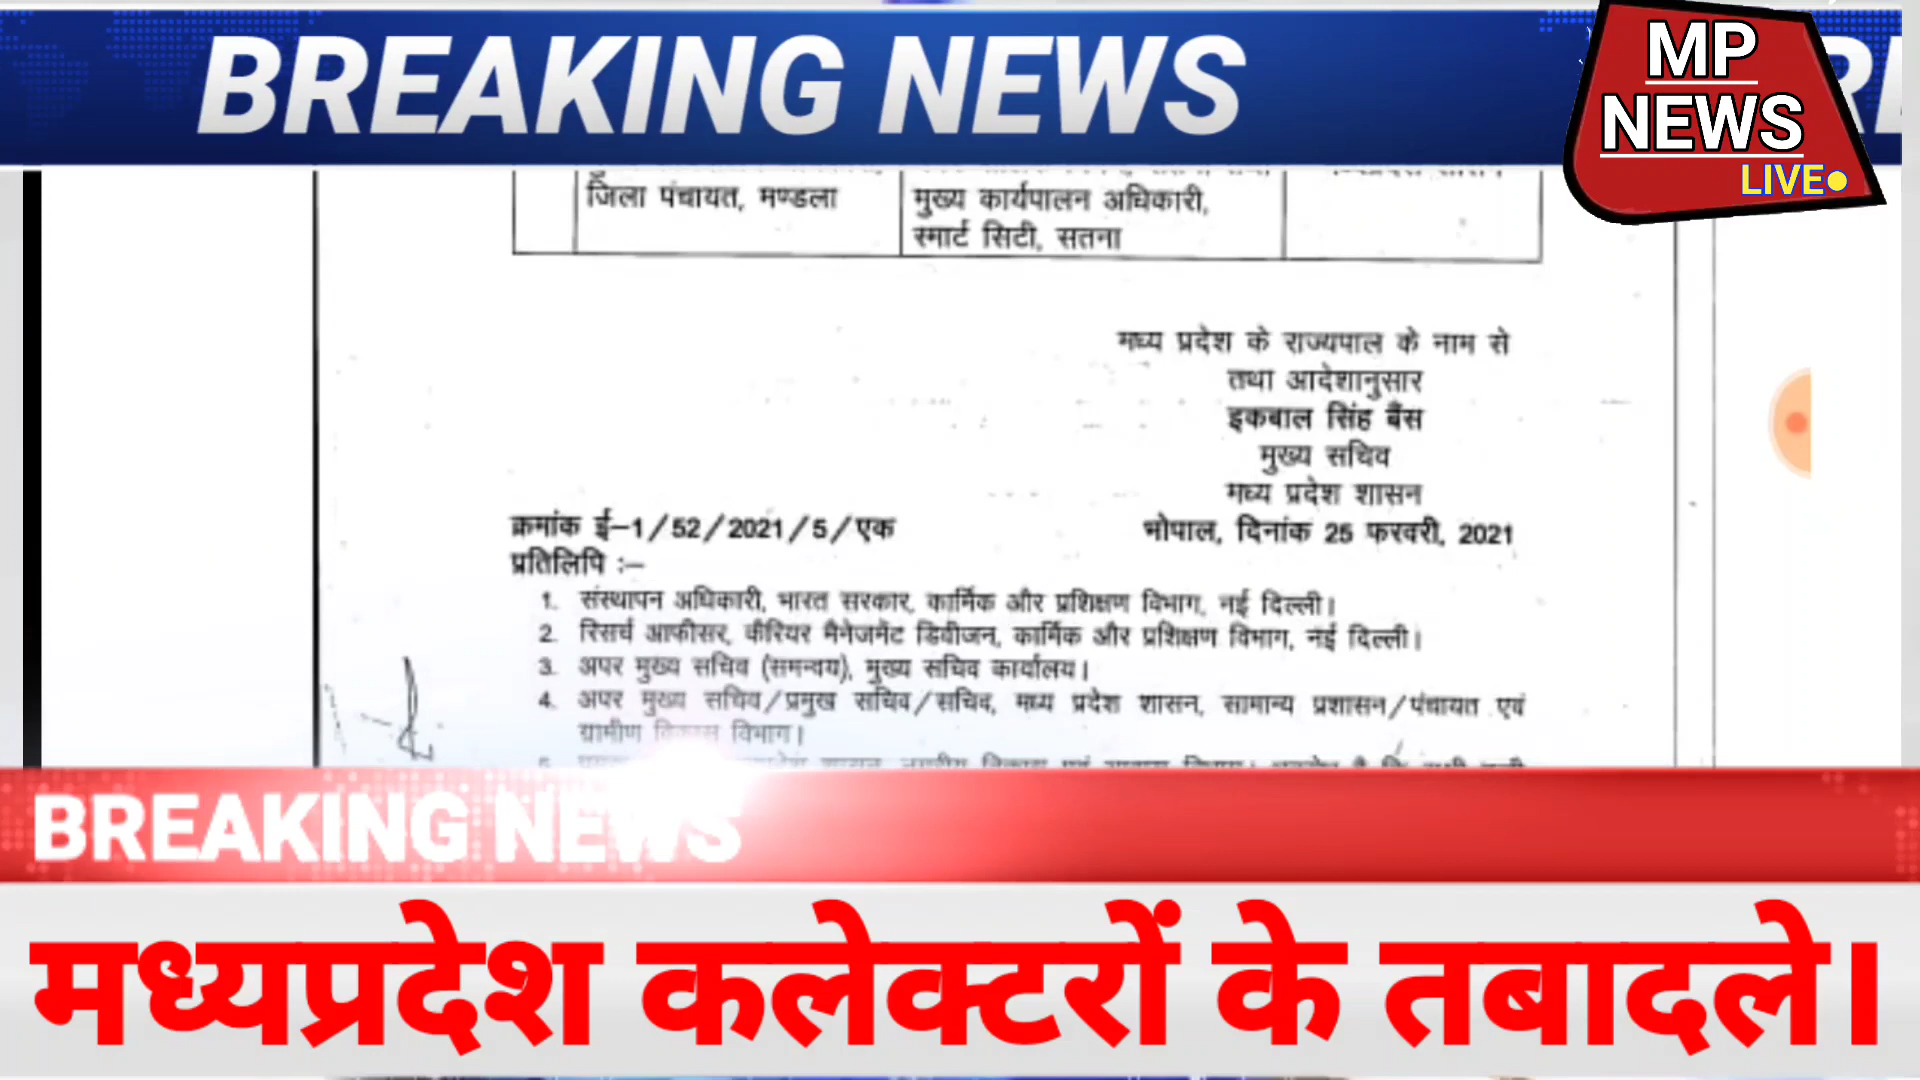 BREAKING NEWS
MP
NEWS
LIVE
जिला पंचायत, मण्डला
मुख्य कार्यपालन अधिकारी,
स्मार्ट सिटी, सतना
मध्य प्रदेश के राज्यपाल के नाम से
तथा आदेशानुसार
इकबाल सिंह बैंस
मुख्य सचिव
मध्य प्रदेश शासन
क्रमांक ई–1/52/2021/5/एक
भोपाल, दिनांक 25 फरवरी, 2021
प्रतिलिपि :–
1. संस्थापन अधिकारी, भारत सरकार, कार्मिक और प्रशिक्षण विभाग, नई दिल्ली।
2. रिसर्च आफीसर, कैरियर मैनेजमेंट डिवीजन, कार्मिक और प्रशिक्षण विभाग, नई दिल्ली।
3. अपर मुख्य सचिव (समन्वय), मुख्य सचिव कार्यालय।
4. अपर मुख्य सचिव/प्रमुख सचिव/सचिव, मध्य प्रदेश शासन, सामान्य प्रशासन/पंचायत एवं
ग्रामीण विकास विभाग।
BREAKING NEWS
मध्यप्रदेश कलेक्टरों के तबादले।